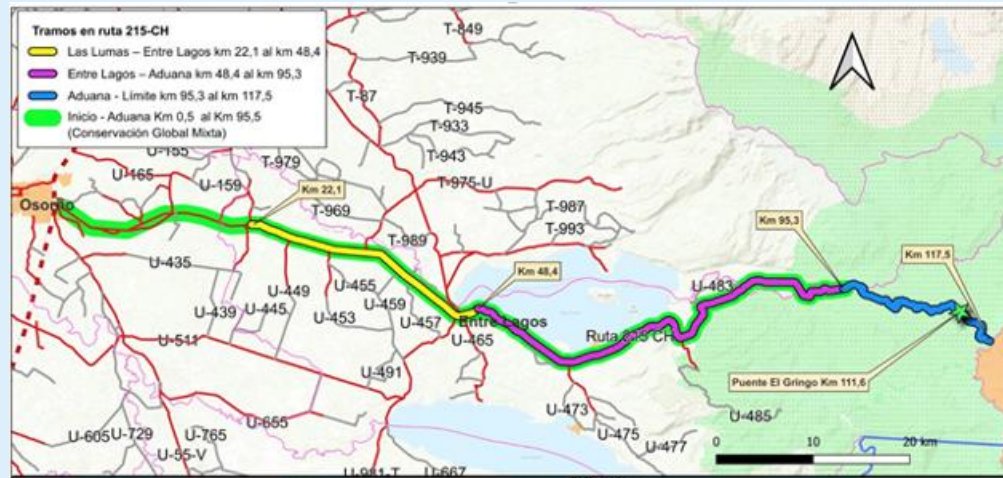 Tramos en ruta 215-CH
Las Lumas – Entre Lagos km 22,1 al km 48,4
Entre Lagos – Aduana km 48,4 al km 95,3
Aduana - Límite km 95,3 al km 117,5
Inicio - Aduana Km 0,5 al Km 95,5
(Conservación Global Mixta)
T-849
T-939
T-87
T-945
T-933
T-943
U-155
T-979
T-975-U
U-165
U-159
Km 22,1
Osorno
T-969
T-987
T-993
Km 95,3
T-989
Km 117,5
U-435
Km 48,4
U-449
U-455
U-483
U-439
U-445
U-453
U-459
U-457
Entre Lagos
U-511
U-465
Ruta 215 CH
U-491
Puente El Gringo Km 111,6
U-473
U-485
U-655
U-605
U-729
U-765
U-475
U-477
U-55-V
0
10
20 km
U-981-T
U-667